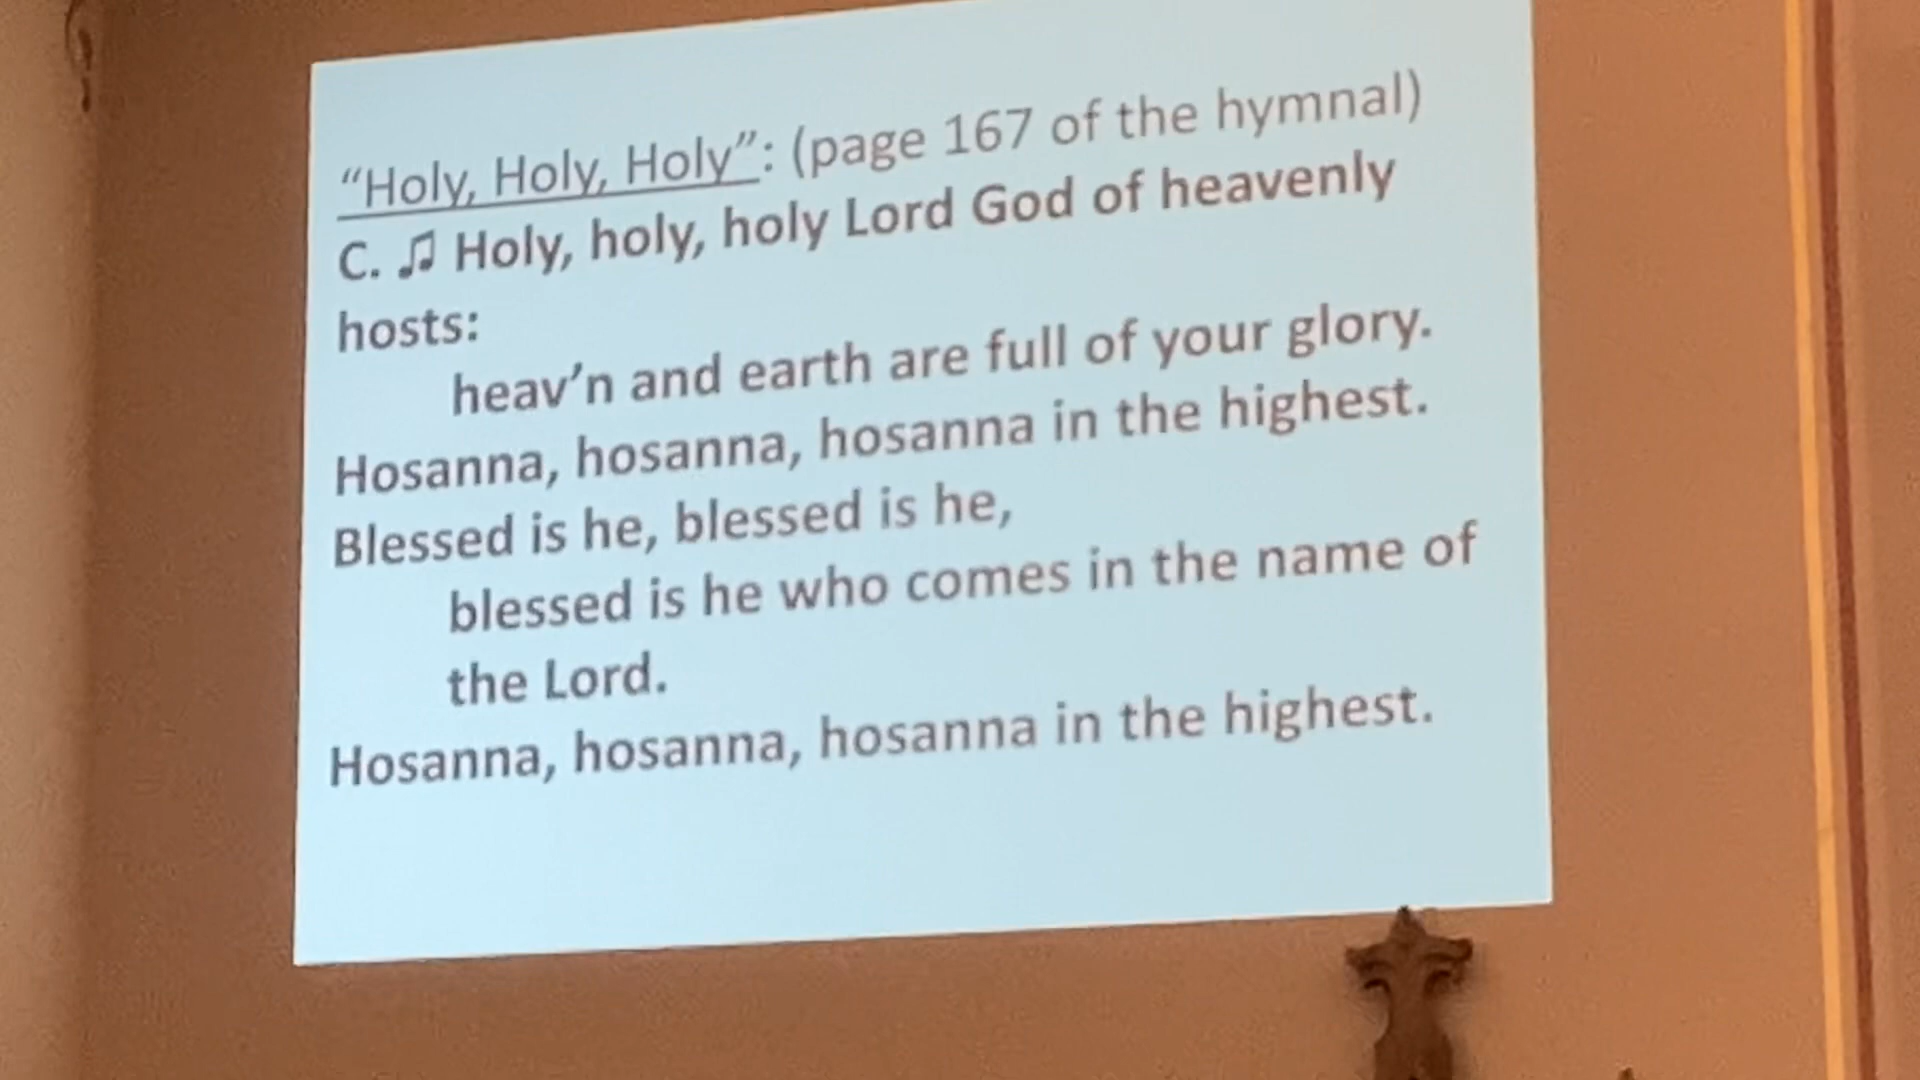 “Holy, Holy, Holy”: (page 167 of the hymnal)
C. ♫ Holy, holy, holy Lord God of heavenly
hosts:
heav’n and earth are full of your glory.
Hosanna, hosanna, hosanna in the highest.
Blessed is he, blessed is he,
blessed is he who comes in the name of
the Lord.
Hosanna, hosanna, hosanna in the highest.